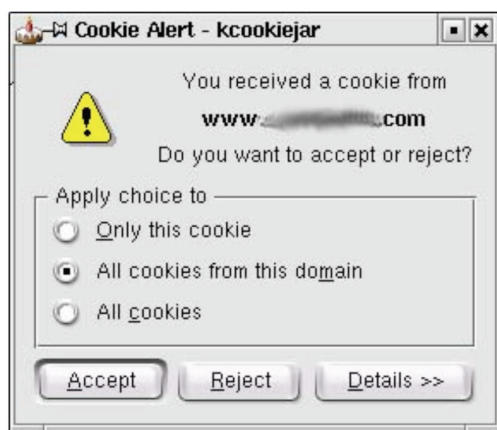 Cookie Alert - kcookiejar
You received a cookie from
www. .com
Do you want to accept or reject?
Apply choice to
Only this cookie
All cookies from this domain
All cookies
Accept
Reject
Details >>